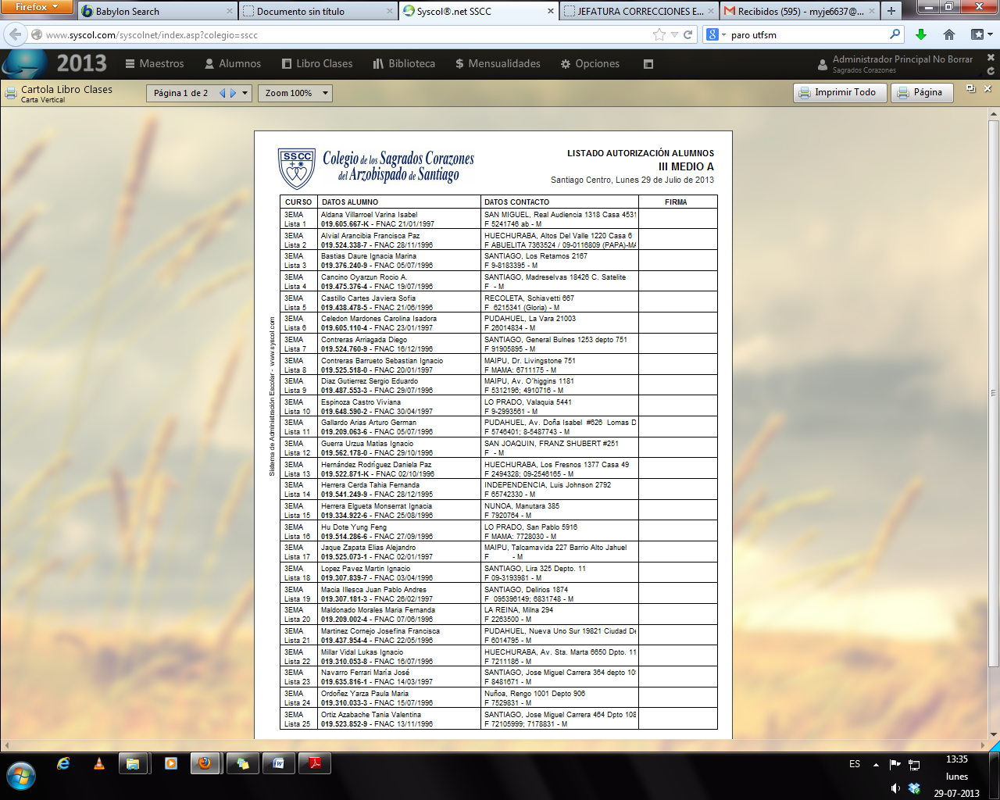 Firefox
Babylon Search
Documento sin título
Syscol®.net SSCC
JEFATURA CORRECCIONES E...
Recibidos (595) - myje6637@...
www.syscol.com/syscolnet/index.asp?colegio=sscc
paro utfsm
2013
Maestros
Alumnos
Libro Clases
Biblioteca
Mensualidades
Opciones
Administrador Principal No Borrar
Sagrados Corazones
Cartola Libro Clases
Carta Vertical
Página 1 de 2
Zoom 100%
Imprimir Todo
Página
SSCC
Colegio de los Sagrados Corazones
del Arzobispado de Santiago
LISTADO AUTORIZACIÓN ALUMNOS
III MEDIO A
Santiago Centro, Lunes 29 de Julio de 2013
Sistema de Administración Escolar - www.syscol.com
CURSO DATOS ALUMNO DATOS CONTACTO FIRMA
3EMA Aldana Villarroel Varina Isabel SAN MIGUEL, Real Audiencia 1318 Casa 4531
Lista 1 019.605.667-K - FNAC 21/01/1997 F 5241746 ab - M
3EMA Alvial Arancibia Francisca Paz HUECHURABA, Altos Del Valle 1220 Casa 6
Lista 2 019.524.338-7 - FNAC 28/11/1996 F ABUELITA 7363524 / 09-0116809 (PAPA)-MA
3EMA Bastias Daure Ignacia Marina SANTIAGO, Los Retamos 2167
Lista 3 019.376.240-9 - FNAC 05/07/1996 F 9-8183395 - M
3EMA Cancino Oyarzun Rocio A. SANTIAGO, Madreselvas 18426 C. Satelite
Lista 4 019.475.376-4 - FNAC 19/07/1996 F - M
3EMA Castillo Cartes Javiera Sofía RECOLETA, Schiavetti 667
Lista 5 019.438.478-5 - FNAC 21/06/1996 F 6215341 (Gloria) - M
3EMA Celedon Mardones Carolina Isadora PUDAHUEL, La Vara 21003
Lista 6 019.605.110-4 - FNAC 23/01/1997 F 26014834 - M
3EMA Contreras Arriagada Diego SANTIAGO, General Bulnes 1253 depto 751
Lista 7 019.524.760-9 - FNAC 16/12/1996 F 91905895 - M
3EMA Contreras Barrueto Sebastian Ignacio MAIPU, Dr. Livingstone 751
Lista 8 019.525.518-0 - FNAC 20/01/1997 F MAMA: 6711175 - M
3EMA Diaz Gutierrez Sergio Eduardo MAIPU, Av. O'higgins 1181
Lista 9 019.487.553-3 - FNAC 29/07/1996 F 5312196; 4910716 - M
3EMA Espinoza Castro Viviana LO PRADO, Valaquia 5441
Lista 10 019.648.590-2 - FNAC 30/04/1997 F 9-2993561 - M
3EMA Gallardo Arias Arturo German PUDAHUEL, Av. Doña Isabel #626 Lomas D
Lista 11 019.209.063-6 - FNAC 05/07/1996 F 5746401; 8-5487743 - M
3EMA Guerra Urzua Matias Ignacio SAN JOAQUIN, FRANZ SHUBERT #251
Lista 12 019.562.178-0 - FNAC 29/10/1996 F - M
3EMA Hernández Rodríguez Daniela Paz HUECHURABA, Los Fresnos 1377 Casa 49
Lista 13 019.522.871-K - FNAC 02/10/1996 F 2494328; 09-2546165 - M
3EMA Herrera Cerda Tahia Fernanda INDEPENDENCIA, Luis Johnson 2792
Lista 14 019.541.249-9 - FNAC 28/12/1995 F 65742330 - M
3EMA Herrera Elgueta Monserrat Ignacia NUNOA, Manutara 385
Lista 15 019.334.922-6 - FNAC 25/08/1996 F 7920764 - M
3EMA Hu Dote Yung Feng LO PRADO, San Pablo 5916
Lista 16 019.514.286-6 - FNAC 27/09/1996 F MAMA: 7728030 - M
3EMA Jaque Zapata Elias Alejandro MAIPU, Talcamavida 227 Barrio Alto Jahuel
Lista 17 019.525.073-1 - FNAC 02/01/1997 F - M
3EMA Lopez Pavez Martin Ignacio SANTIAGO, Lira 325 Depto. 11
Lista 18 019.307.839-7 - FNAC 03/04/1996 F 09-3193981 - M
3EMA Macia Illesca Juan Pablo Andres SANTIAGO, Delirios 1874
Lista 19 019.307.181-3 - FNAC 26/02/1997 F 095396149; 6831748 - M
3EMA Maldonado Morales Maria Fernanda LA REINA, Milna 294
Lista 20 019.209.002-4 - FNAC 07/06/1996 F 2263500 - M
3EMA Martinez Cornejo Josefina Francisca PUDAHUEL, Nueva Uno Sur 19821 Ciudad De
Lista 21 019.437.954-4 - FNAC 22/05/1996 F 6014795 - M
3EMA Millar Vidal Lukas Ignacio HUECHURABA, Av. Sta. Marta 6650 Dpto. 11
Lista 22 019.310.053-8 - FNAC 16/07/1996 F 7211186 - M
3EMA Navarro Ferrari María José SANTIAGO, Jose Miguel Carrera 364 depto 10
Lista 23 019.635.816-1 - FNAC 14/03/1997 F 8481671 - M
3EMA Ordoñez Yarza Paula Maria Nuñoa, Rengo 1001 Depto 906
Lista 24 019.310.033-3 - FNAC 15/07/1996 F 7529831 - M
3EMA Ortiz Azabache Tania Valentina SANTIAGO, Jose Miguel Carrera 464 Dpto 108
Lista 25 019.523.852-9 - FNAC 13/11/1996 F 72105999; 7178831 - M
ES
13:35
lunes
29-07-2013